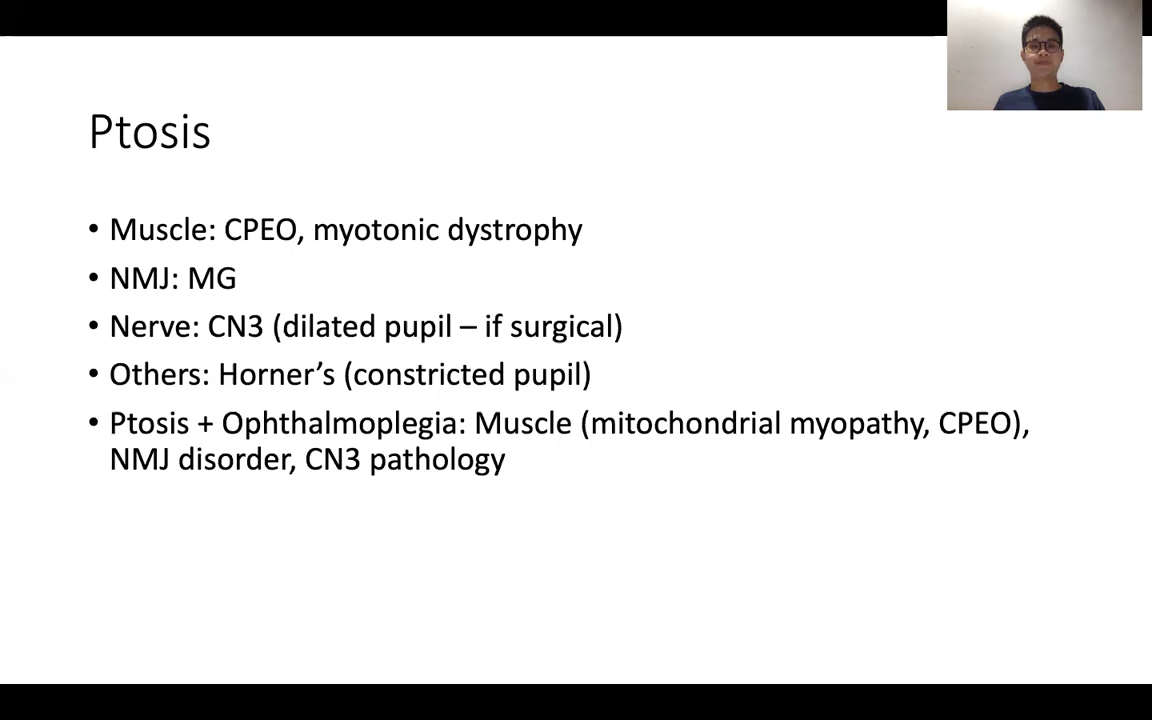 Ptosis
• Muscle: CPEO, myotonic dystrophy
• NMJ: MG
• Nerve: CN3 (dilated pupil – if surgical)
• Others: Horner’s (constricted pupil)
• Ptosis + Ophthalmoplegia: Muscle (mitochondrial myopathy, CPEO),
NMJ disorder, CN3 pathology